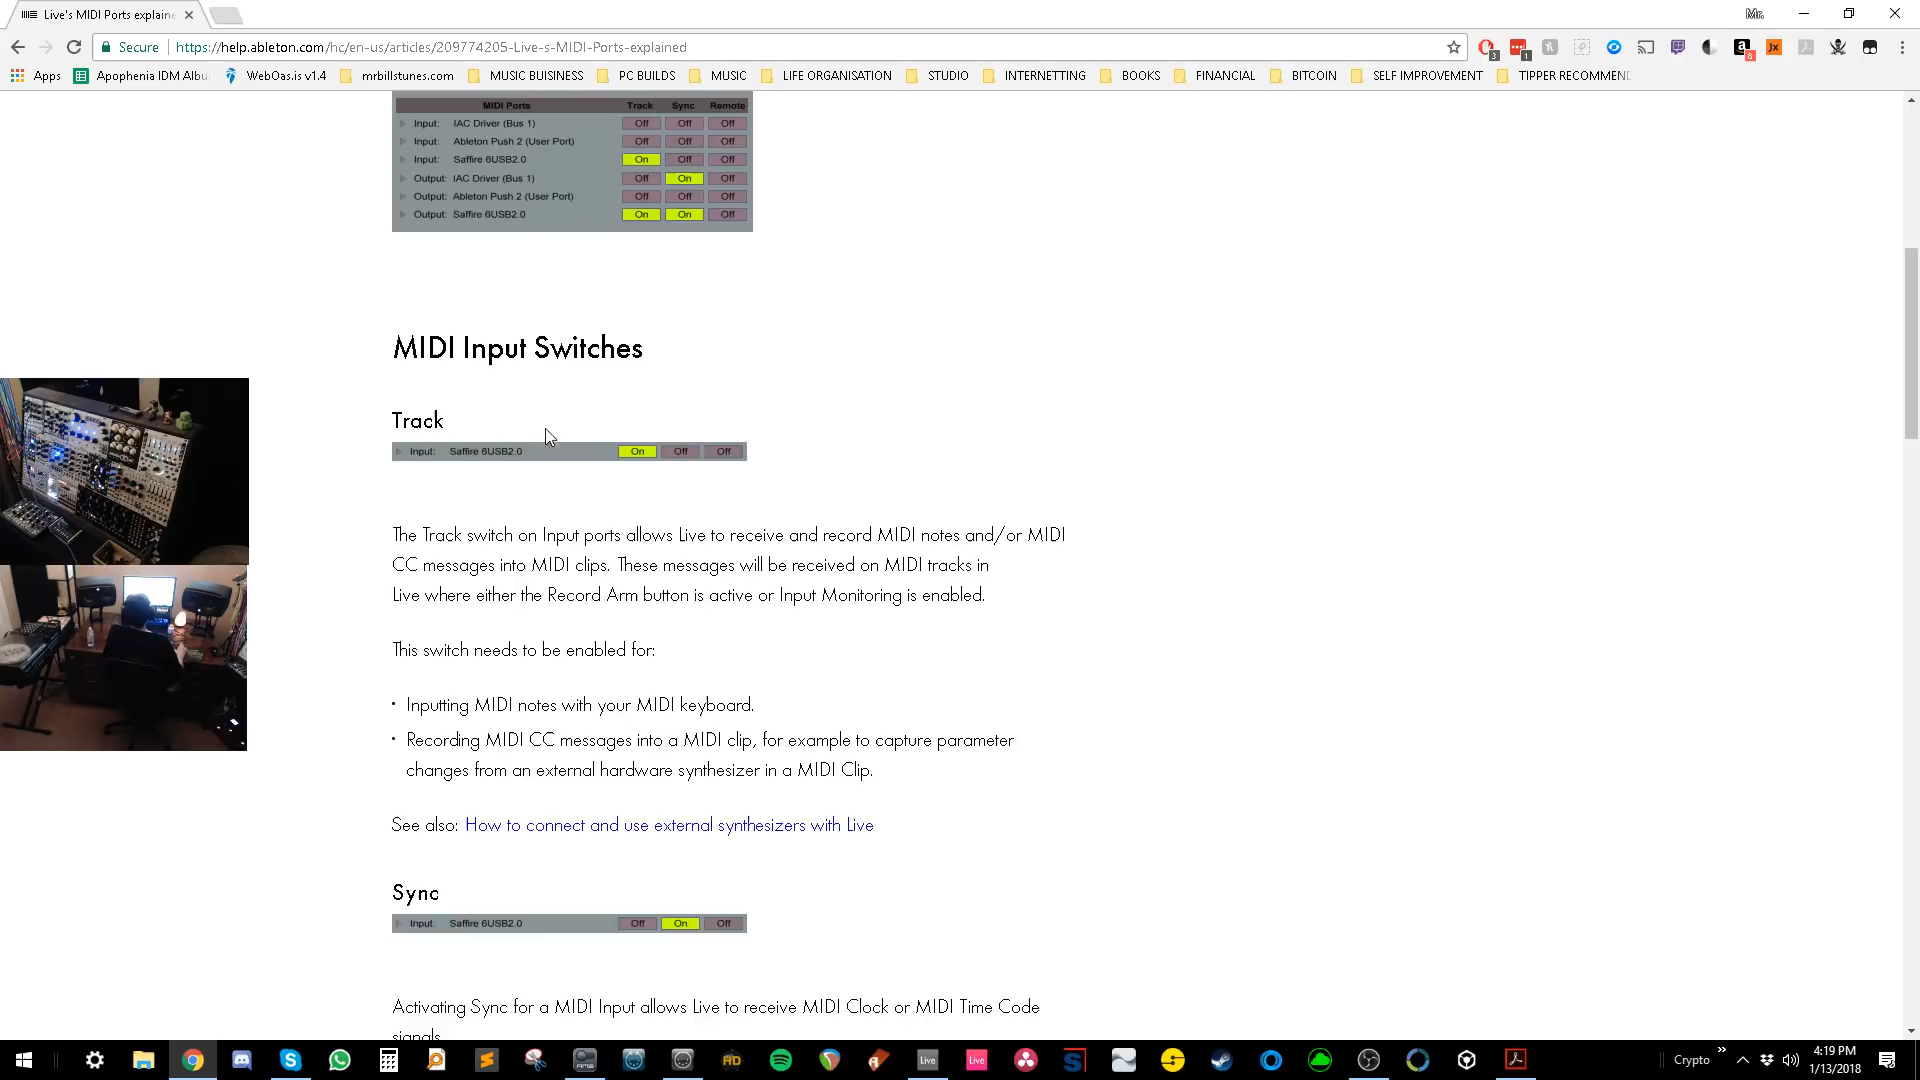 Live's MIDI Ports explaine
Mr.
Secure
https://help.ableton.com/hc/en-us/articles/209774205-Live-s-MIDI-Ports-explained
3
1
8
Jx
Apps
Apophenia IDM Albu
WebOas.is v1.4
mrbillstunes.com
MUSIC BUISINESS
PC BUILDS
MUSIC
LIFE ORGANISATION
STUDIO
INTERNETTING
BOOKS
FINANCIAL
BITCOIN
SELF IMPROVEMENT
TIPPER RECOMMEND
MIDI Ports Track Sync Remote
Input: IAC Driver (Bus 1) Off Off Off
Input: Ableton Push 2 (User Port) Off Off Off
Input: Saffire 6USB2.0 On Off Off
Output: IAC Driver (Bus 1) Off On Off
Output: Ableton Push 2 (User Port) Off Off Off
Output: Saffire 6USB2.0 On On Off
MIDI Input Switches
Track
Input: Saffire 6USB2.0 On Off Off
The Track switch on Input ports allows Live to receive and record MIDI notes and/or MIDI
CC messages into MIDI clips. These messages will be received on MIDI tracks in
Live where either the Record Arm button is active or Input Monitoring is enabled.
This switch needs to be enabled for:
• Inputting MIDI notes with your MIDI keyboard.
• Recording MIDI CC messages into a MIDI clip, for example to capture parameter
changes from an external hardware synthesizer in a MIDI Clip.
See also: How to connect and use external synthesizers with Live
Sync
Input: Saffire 6USB2.0 Off On Off
Activating Sync for a MIDI Input allows Live to receive MIDI Clock or MIDI Time Code
signals
Live
Live
Crypto
4:19 PM
1/13/2018